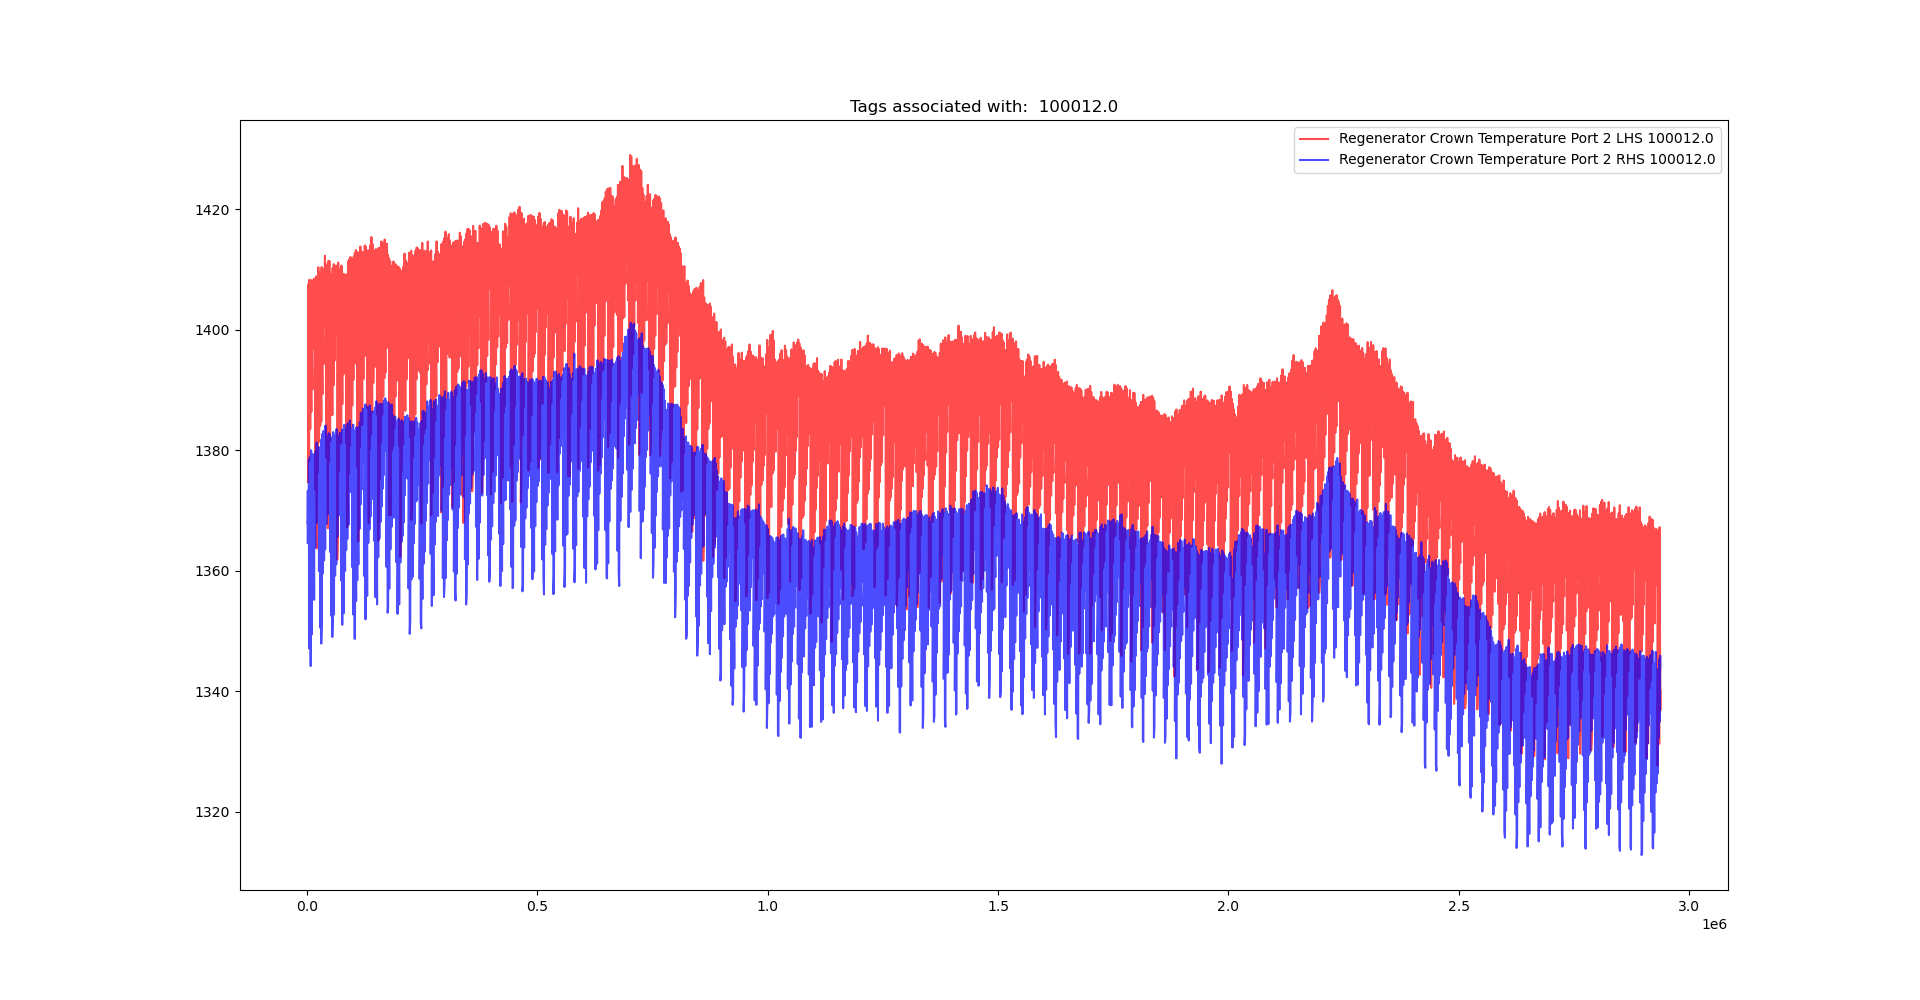 Tags associated with:  100012.0
Regenerator Crown Temperature Port 2 LHS 100012.0
Regenerator Crown Temperature Port 2 RHS 100012.0
1420
1400
1380
1360
1340
1320
0.0 0.5 1.0 1.5 2.0 2.5 3.0
1e6